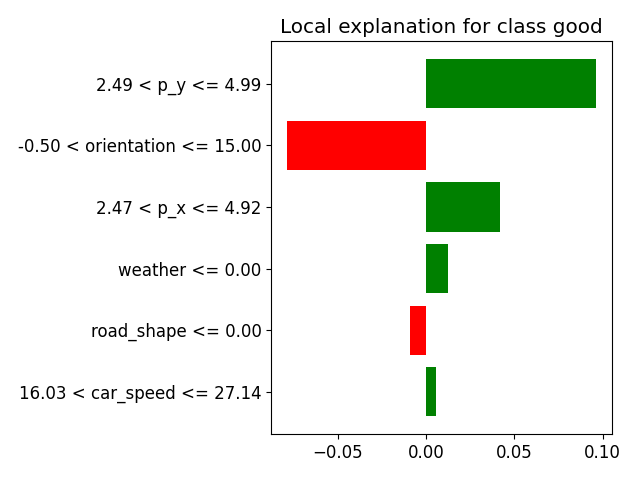 Local explanation for class good
2.49 < p_y <= 4.99
-0.50 < orientation <= 15.00
2.47 < p_x <= 4.92
weather <= 0.00
road_shape <= 0.00
16.03 < car_speed <= 27.14
−0.05 0.00 0.05 0.10